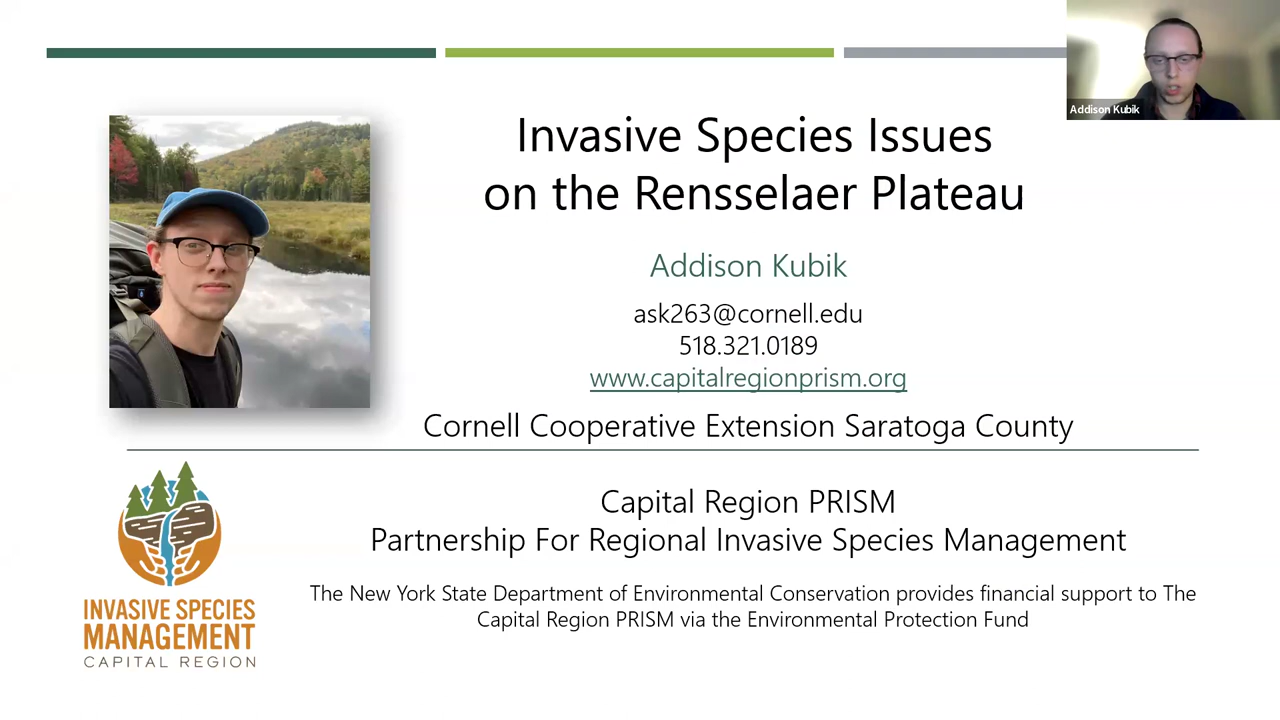 Addison Kubik
Invasive Species Issues
on the Rensselaer Plateau
Addison Kubik
ask263@cornell.edu
518.321.0189
www.capitalregionprism.org
Cornell Cooperative Extension Saratoga County
Capital Region PRISM
Partnership For Regional Invasive Species Management
The New York State Department of Environmental Conservation provides financial support to The
Capital Region PRISM via the Environmental Protection Fund
INVASIVE SPECIES
MANAGEMENT
CAPITAL REGION